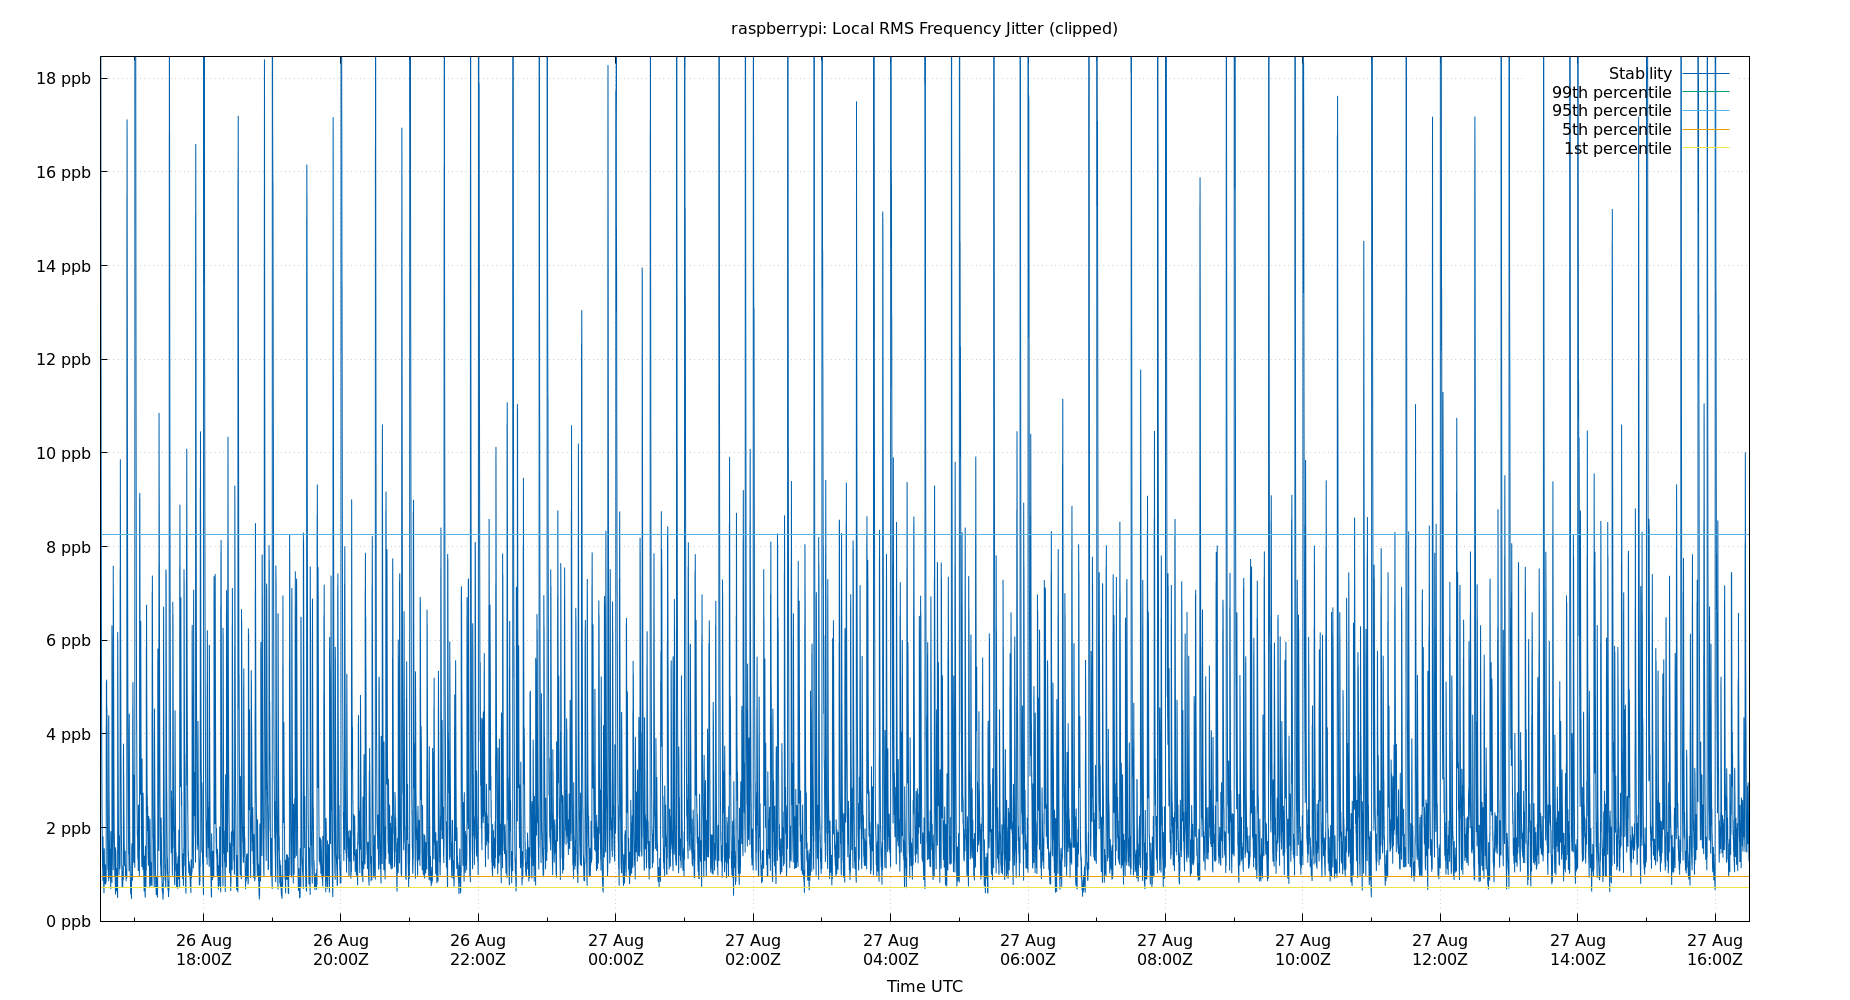 raspberrypi: Local RMS Frequency Jitter (clipped)
18 ppb
16 ppb
14 ppb
12 ppb
10 ppb
8 ppb
6 ppb
4 ppb
2 ppb
0 ppb
Stability
99th percentile
95th percentile
5th percentile
1st percentile
26 Aug 26 Aug 26 Aug 27 Aug 27 Aug 27 Aug 27 Aug 27 Aug 27 Aug 27 Aug 27 Aug 27 Aug
18:00Z 20:00Z 22:00Z 00:00Z 02:00Z 04:00Z 06:00Z 08:00Z 10:00Z 12:00Z 14:00Z 16:00Z
Time UTC